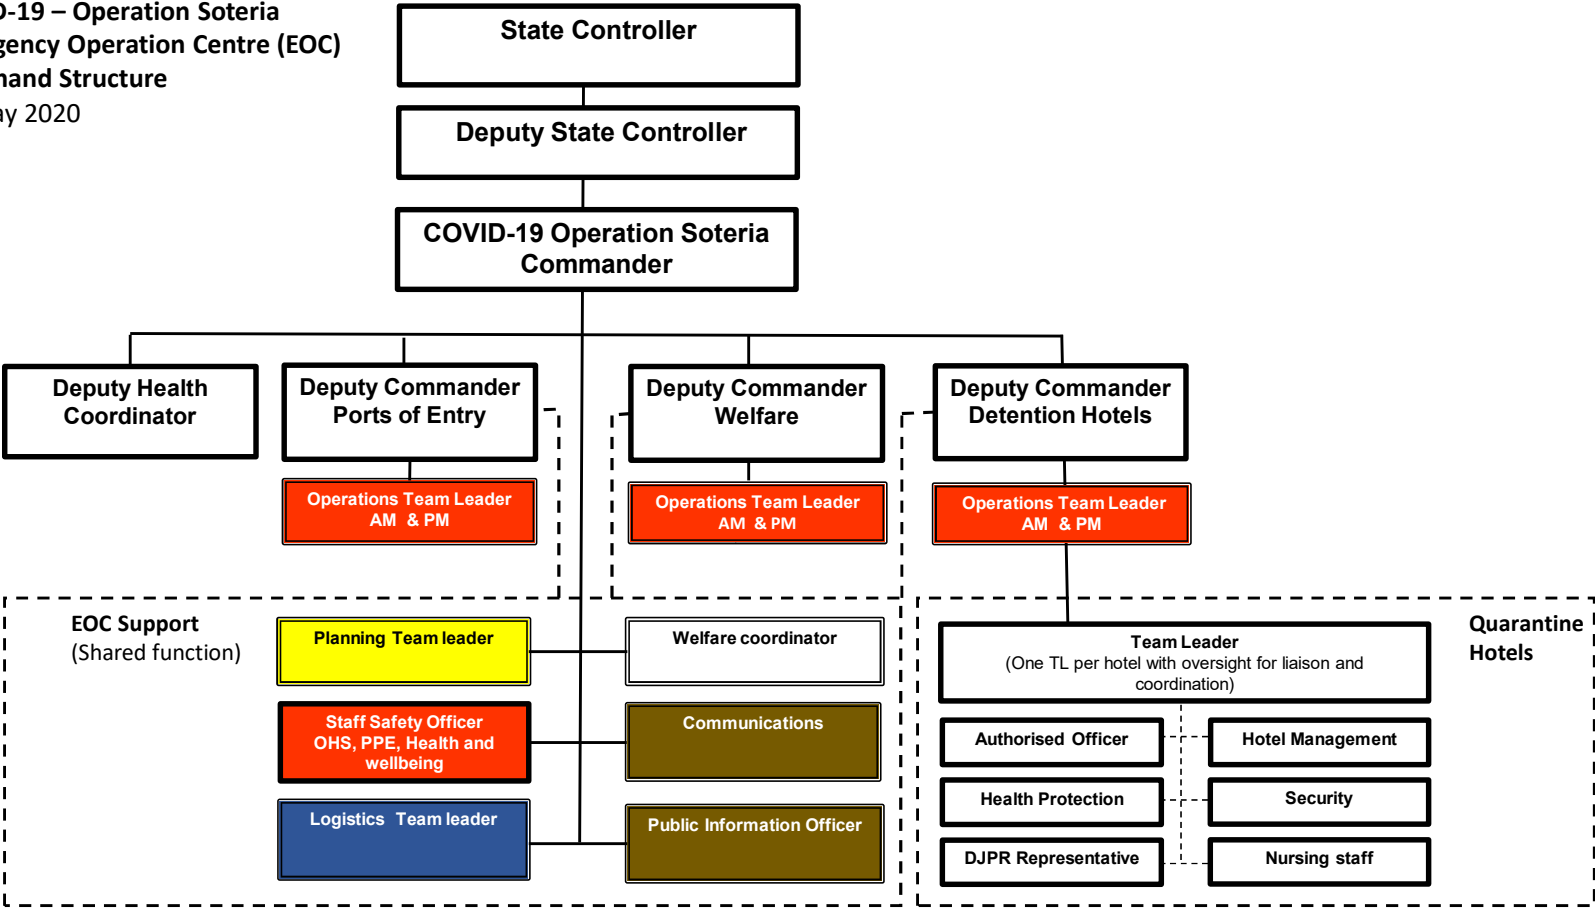 D-19 – Operation Soteria
gency Operation Centre (EOC)
mand Structure
ay 2020
State Controller
Deputy State Controller
COVID-19 Operation Soteria
Commander
Deputy Health
Coordinator
Deputy Commander
Ports of Entry
Deputy Commander
Welfare
Deputy Commander
Detention Hotels
Operations Team Leader
AM & PM
Operations Team Leader
AM & PM
Operations Team Leader
AM & PM
EOC Support
(Shared function)
Planning Team leader
Welfare coordinator
Staff Safety Officer
OHS, PPE, Health and
wellbeing
Communications
Logistics Team leader
Public Information Officer
Quarantine
Hotels
Team Leader
(One TL per hotel with oversight for liaison and
coordination)
Authorised Officer
Hotel Management
Health Protection
Security
DJPR Representative
Nursing staff